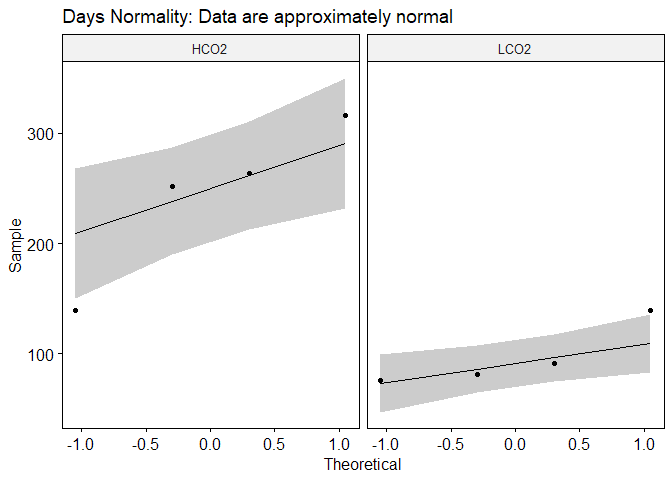 Days Normality: Data are approximately normal
HCO2
LCO2
Sample
300
200
100
-1.0 -0.5 0.0 0.5 1.0
-1.0 -0.5 0.0 0.5 1.0
Theoretical